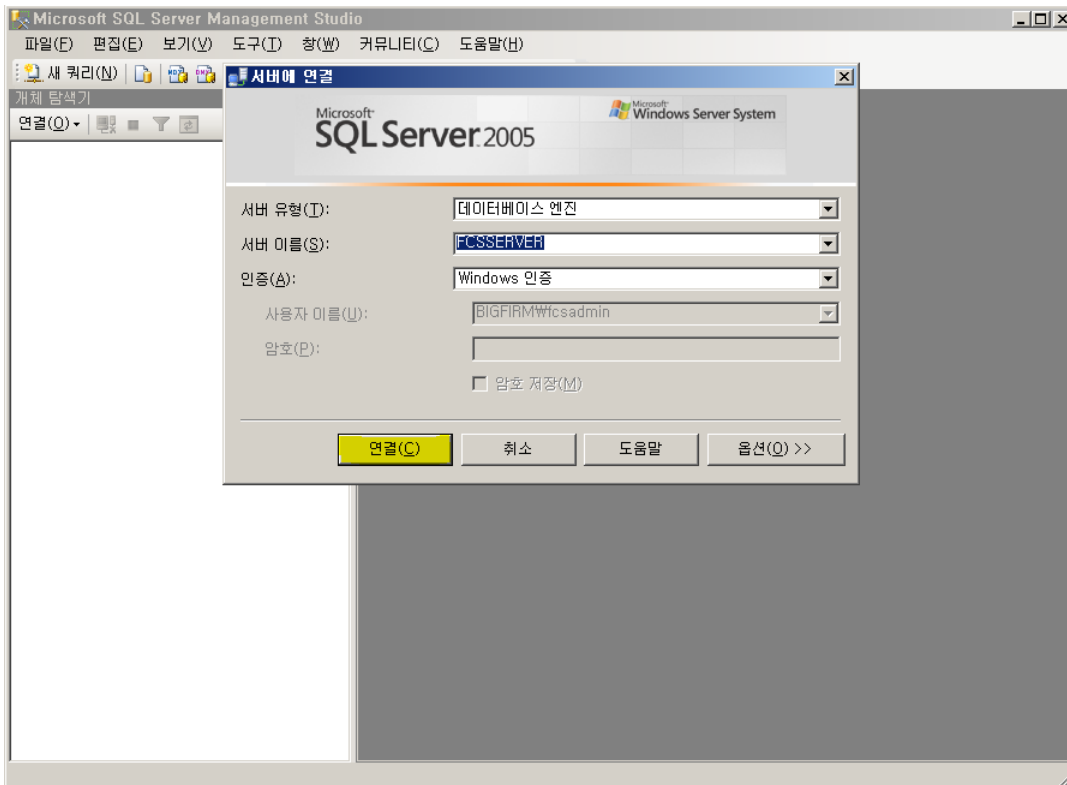 Microsoft SQL Server Management Studio
파일(F) 편집(E) 보기(V) 도구(T) 창(W) 커뮤니티(C) 도움말(H)
새 쿼리(N)
개체 탐색기
연결(O)
서버에 연결
Microsoft
SQL Server 2005
Microsoft
Windows Server System
서버 유형(T): 데이터베이스 엔진
서버 이름(S): FCSSERVER
인증(A): Windows 인증
사용자 이름(U): BIGFIRM₩fcsadmin
암호(P):
암호 저장(M)
연결(C) 취소 도움말 옵션(O) >>